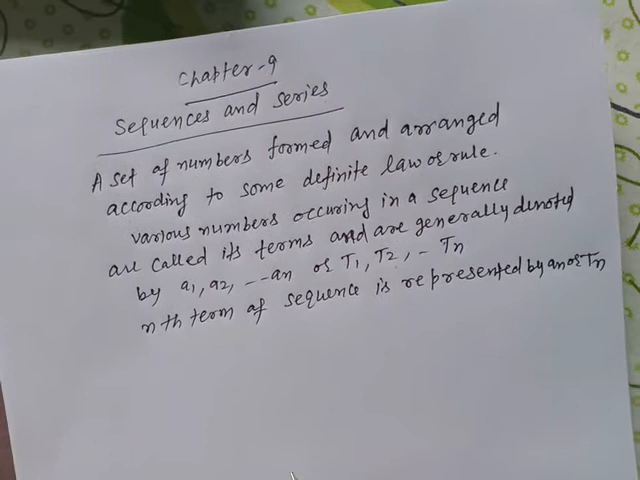 Chapter-9
Sequences and series
A set of numbers formed and arranged
according to some definite law or rule.
various numbers occuring in a sequence
are called its terms and are generally denoted
by a1, a2, --an or T1, T2, - Tn
nth term of sequence is represented by an or Tn